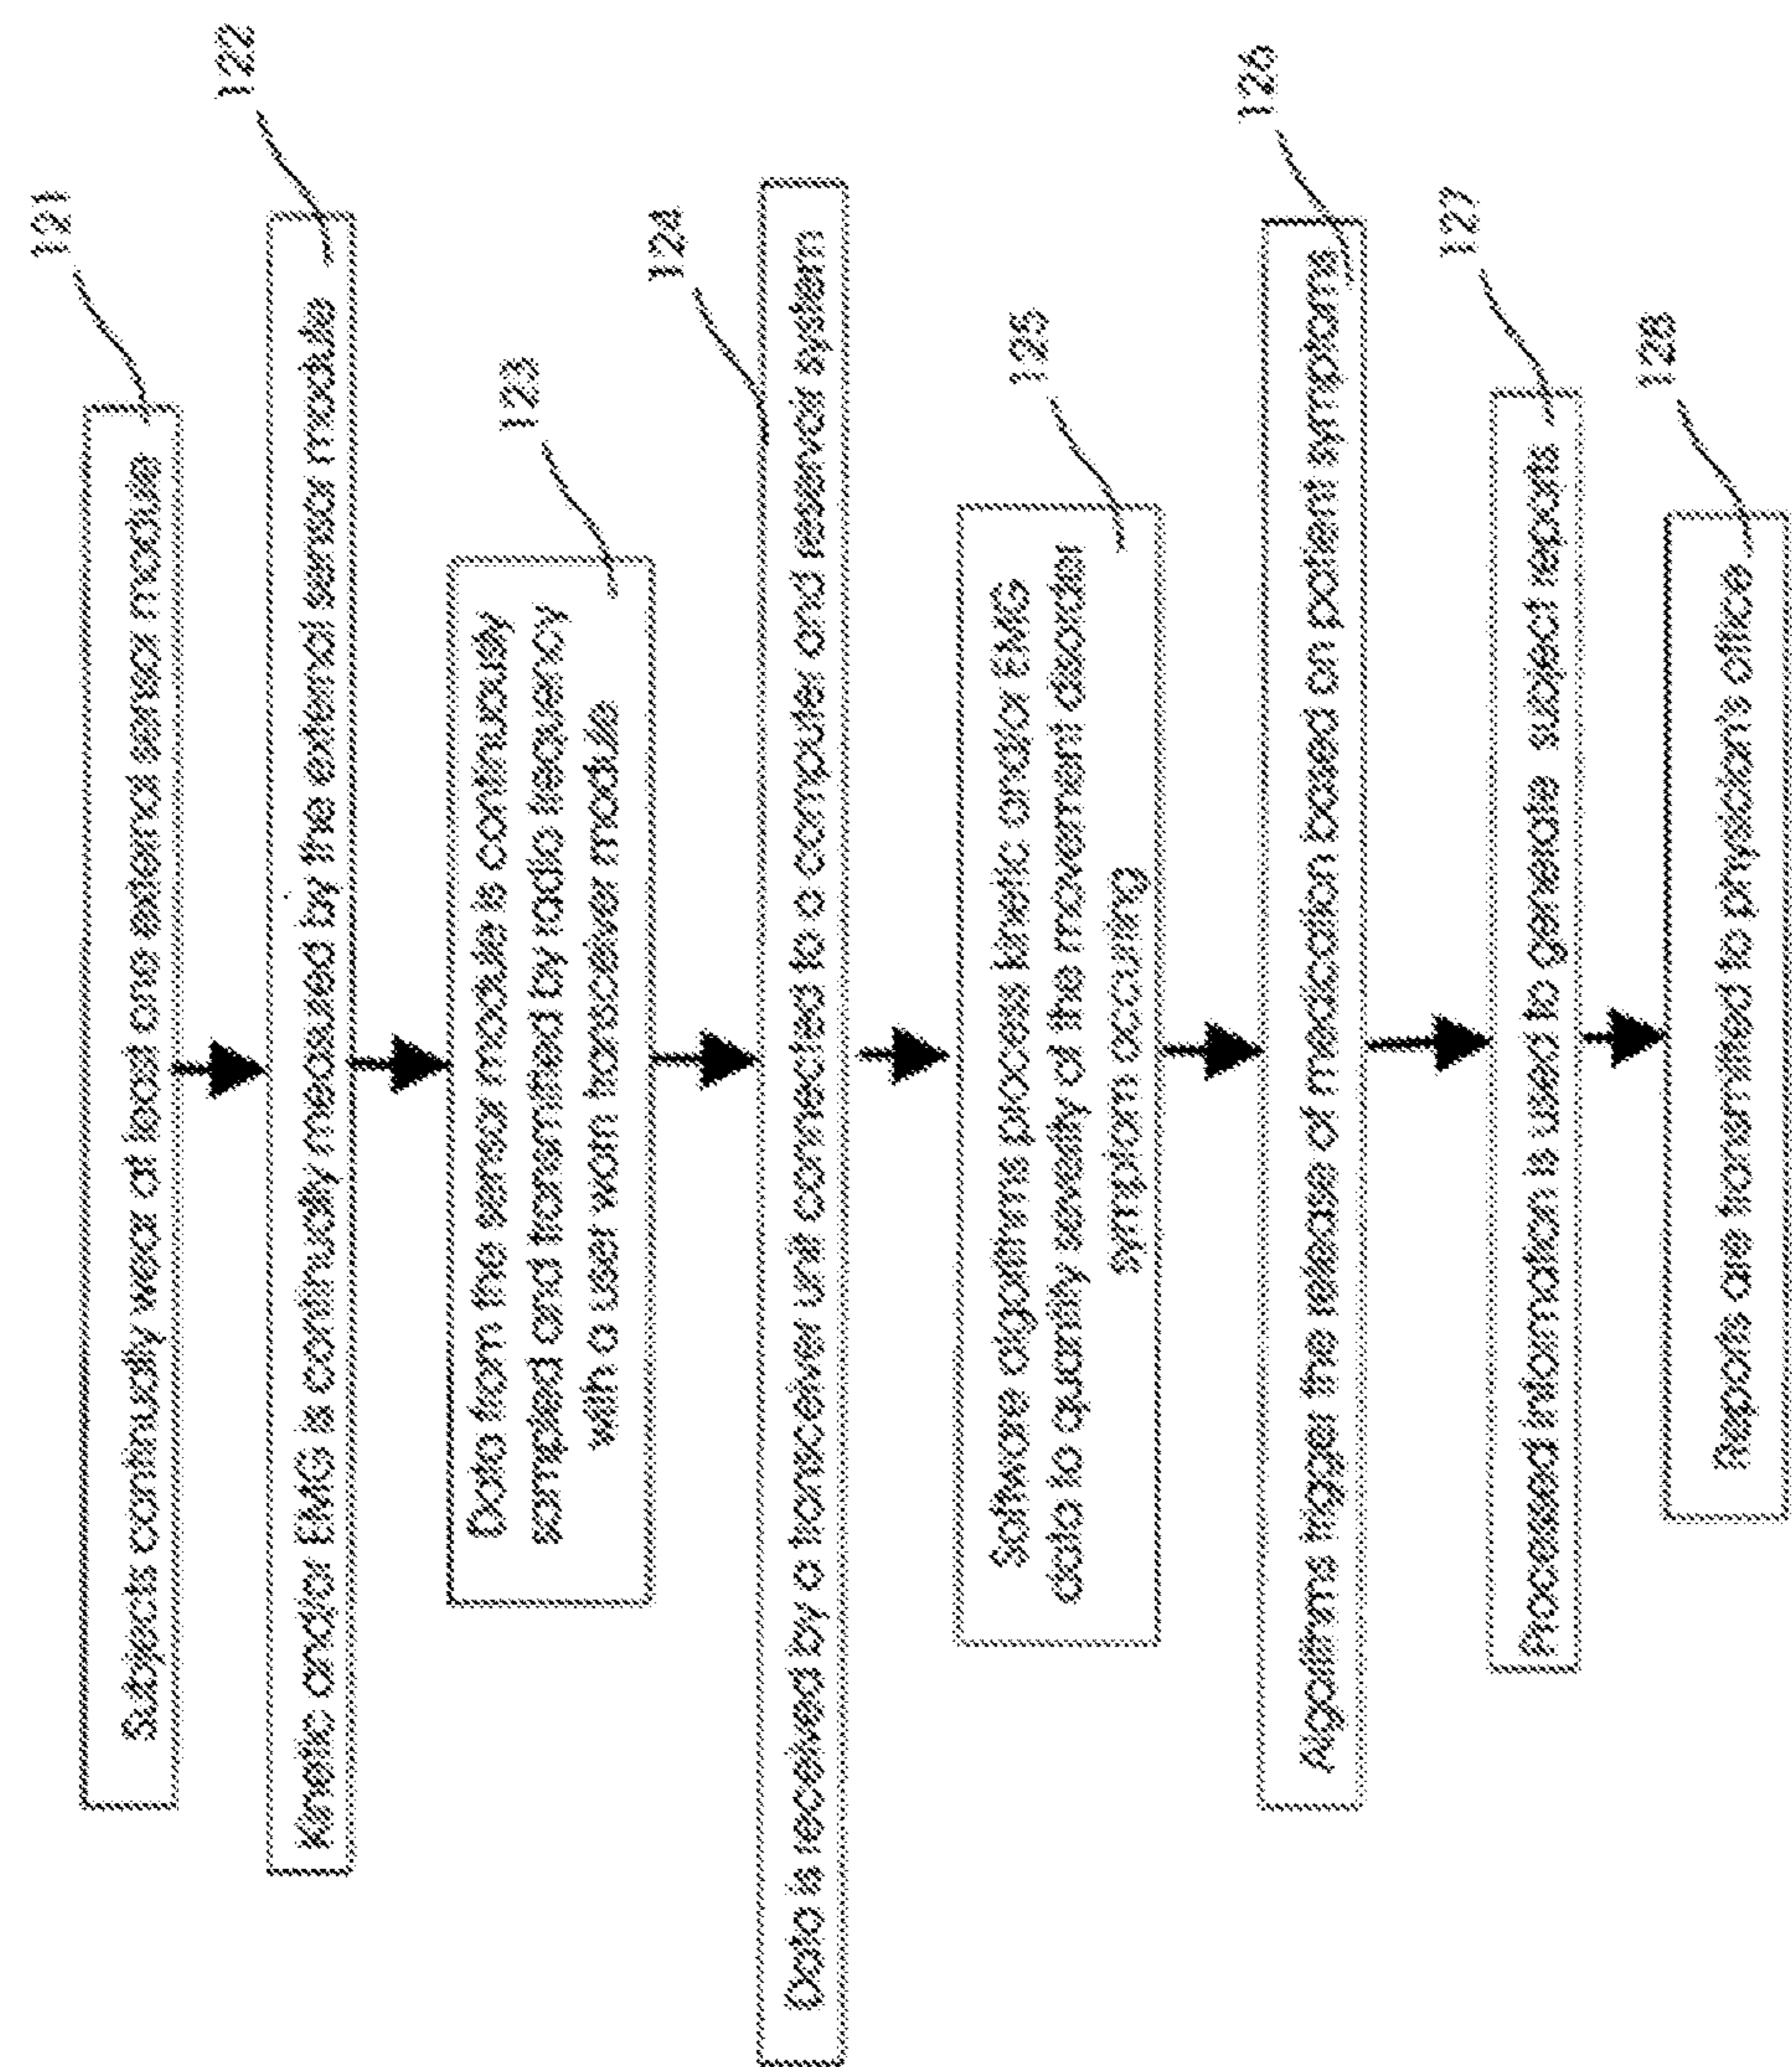 121
Subjects continually wear at least one external sensor module
122
Kinetic and/or EMG is continually measured by the external sensor module
123
Data from the sensor module is continuously
sampled and transmitted by radio frequency
with a user worn transceiver module
124
Data is received by a transceiver unit connected to a computer and reservoir system
125
Software algorithms process kinetic and/or EMG
data to quantify severity of the movement disorder
symptom occurring
126
Algorithms trigger the release of medication based on patient symptoms
127
Processed information is used to generate subject reports
128
Reports are transmitted to physician's office